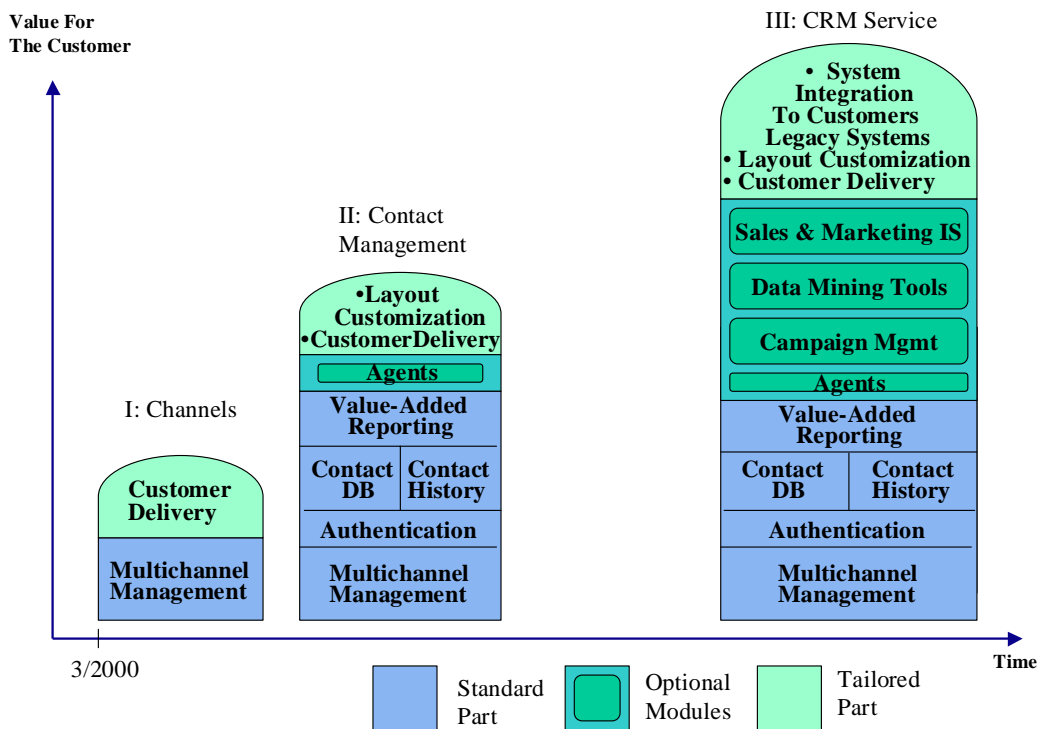 Value For
The Customer
III: CRM Service
• System
Integration
To Customers
Legacy Systems
• Layout Customization
• Customer Delivery
Sales & Marketing IS
Data Mining Tools
Campaign Mgmt
Agents
Value-Added
Reporting
Contact
DB
Contact
History
Authentication
Multichannel
Management
II: Contact
Management
•Layout
Customization
•CustomerDelivery
Agents
Value-Added
Reporting
Contact
DB
Contact
History
Authentication
Multichannel
Management
I: Channels
Customer
Delivery
Multichannel
Management
3/2000
Time
Standard
Part
Optional
Modules
Tailored
Part